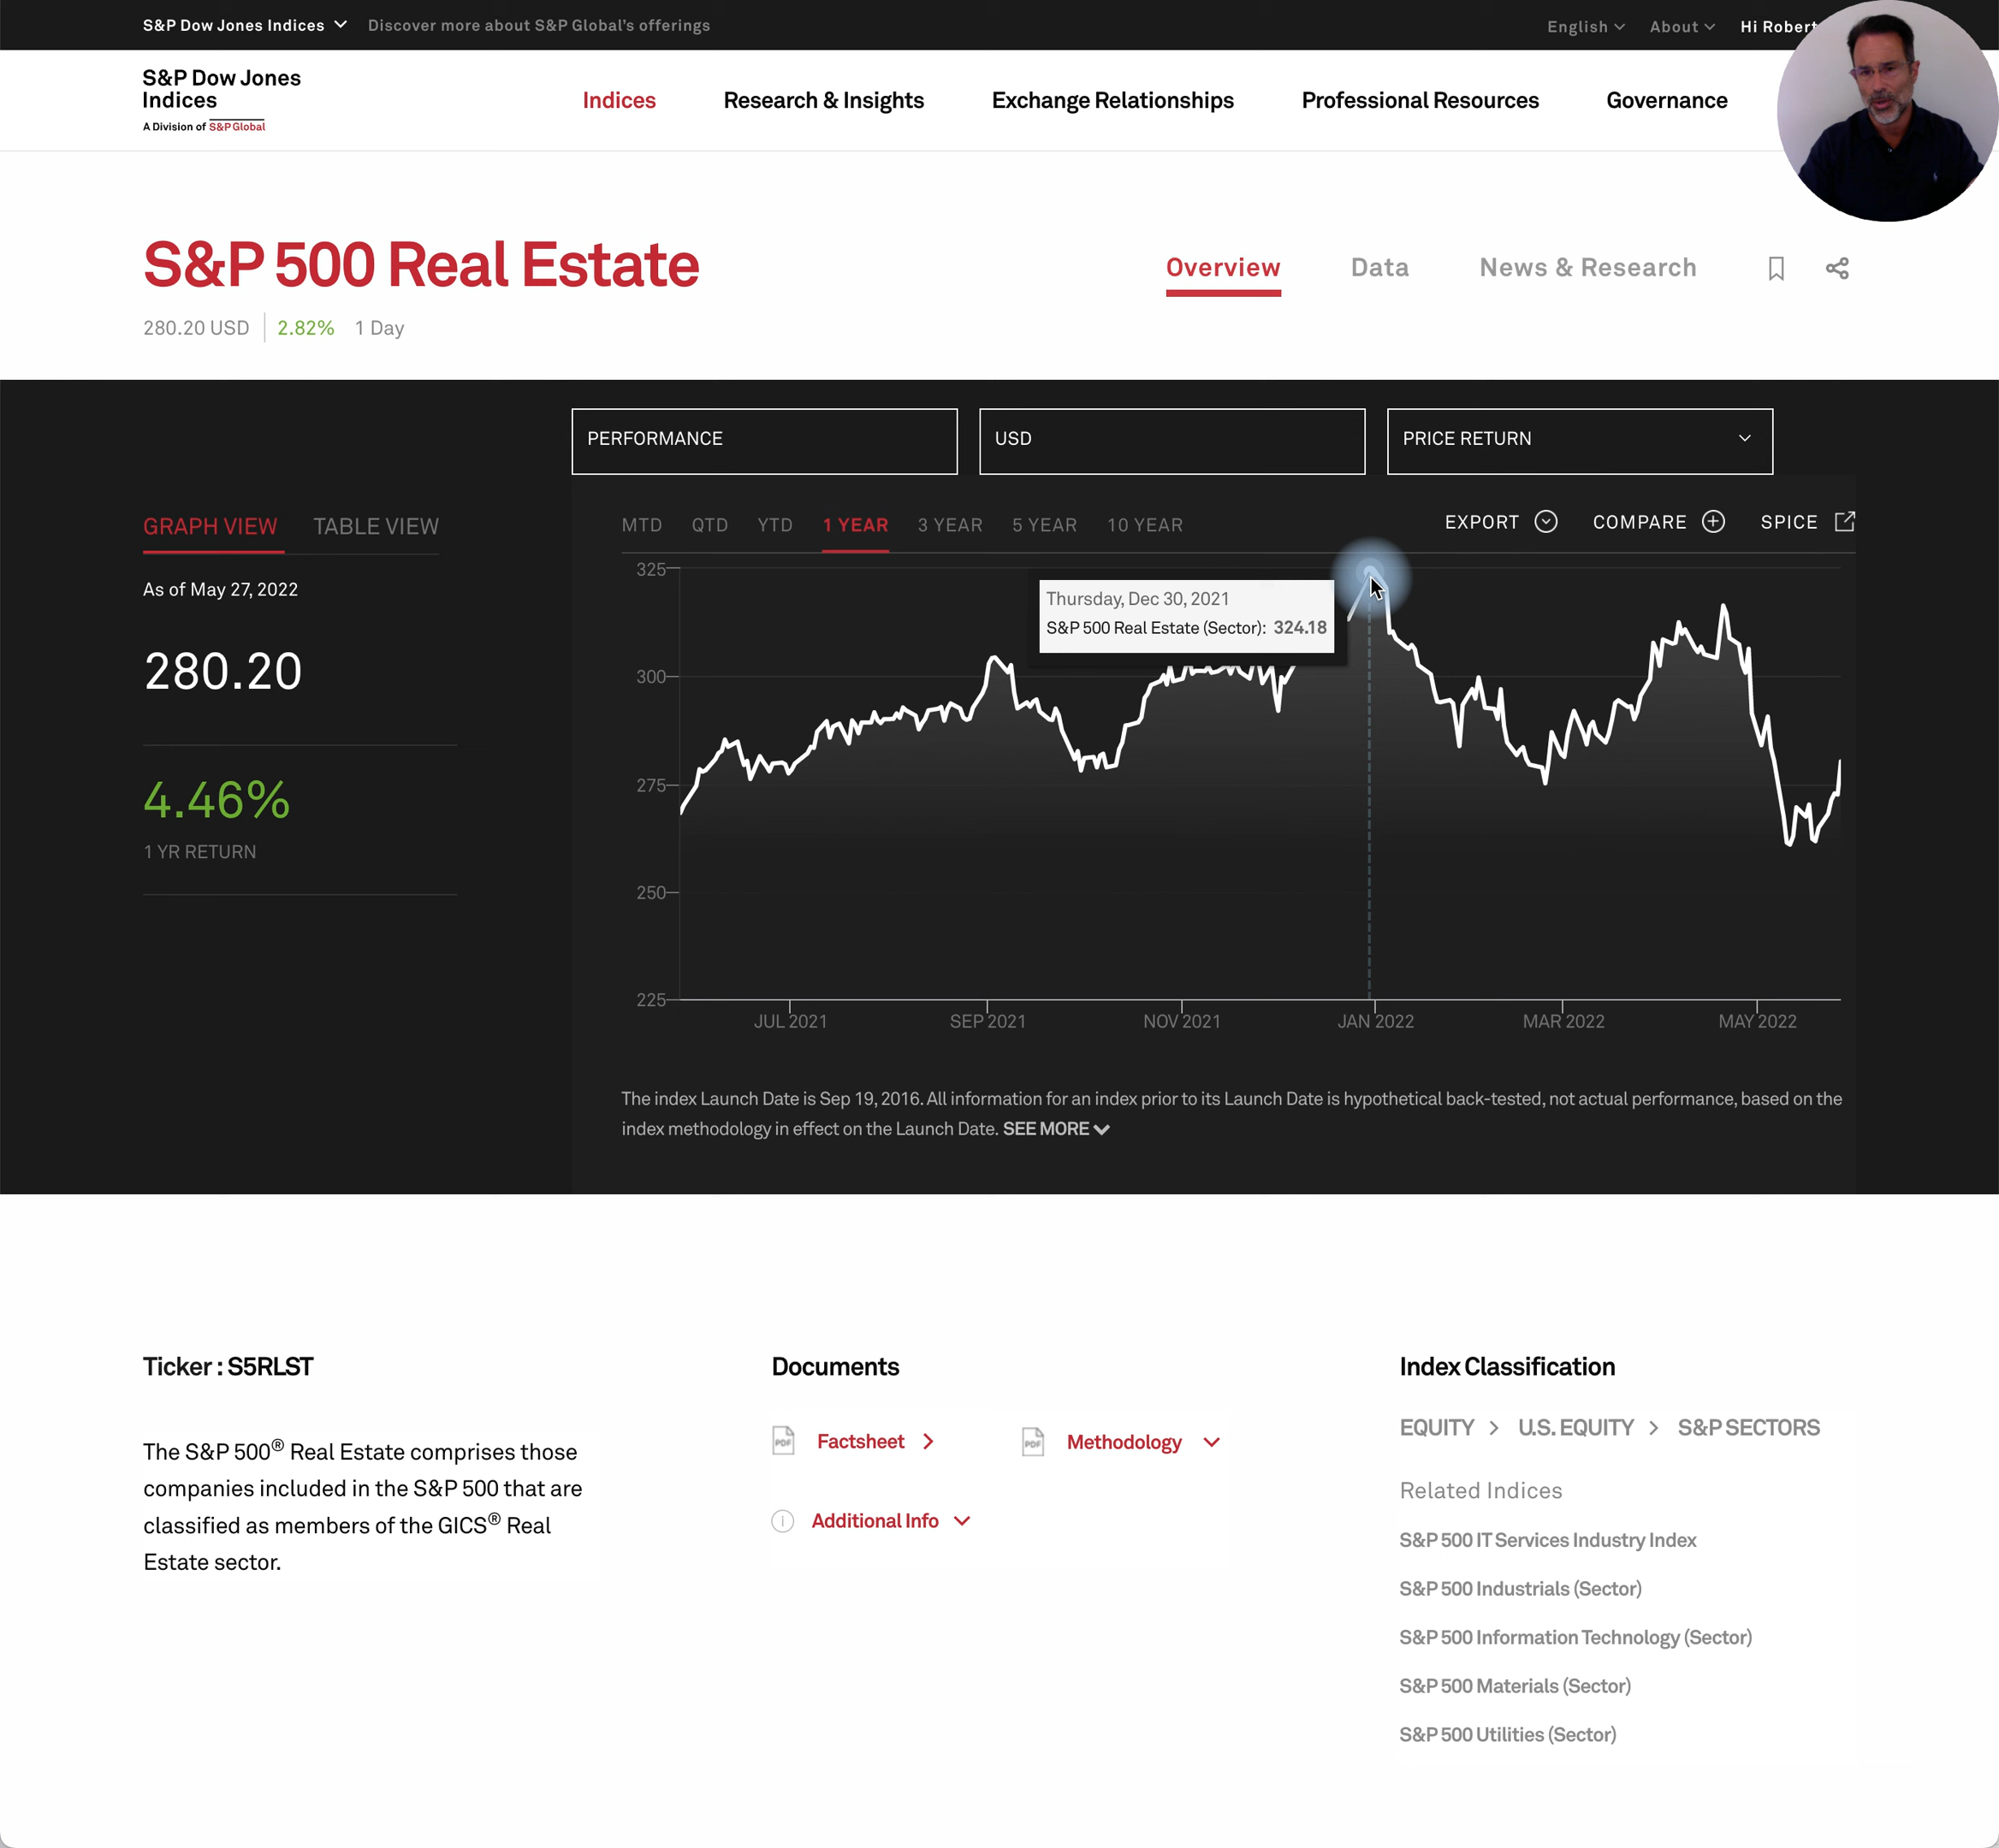 S&P Dow Jones Indices
Discover more about S&P Global's offerings
English
About
Hi Robert
S&P Dow Jones
Indices
A Division of S&P Global
Indices
Research & Insights
Exchange Relationships
Professional Resources
Governance
S&P 500 Real Estate
Overview
Data
News & Research
280.20 USD
2.82%
1 Day
PERFORMANCE
USD
PRICE RETURN
GRAPH VIEW
TABLE VIEW
MTD
QTD
YTD
1 YEAR
3 YEAR
5 YEAR
10 YEAR
EXPORT
COMPARE
SPICE
As of May 27, 2022
280.20
4.46%
1 YR RETURN
325
300
275
250
225
Thursday, Dec 30, 2021
S&P 500 Real Estate (Sector): 324.18
JUL 2021
SEP 2021
NOV 2021
JAN 2022
MAR 2022
MAY 2022
The index Launch Date is Sep 19, 2016. All information for an index prior to its Launch Date is hypothetical back-tested, not actual performance, based on the
index methodology in effect on the Launch Date. SEE MORE
Ticker : S5RLST
The S&P 500® Real Estate comprises those
companies included in the S&P 500 that are
classified as members of the GICS® Real
Estate sector.
Documents
PDF
Factsheet
PDF
Methodology
Additional Info
Index Classification
EQUITY > U.S. EQUITY > S&P SECTORS
Related Indices
S&P 500 IT Services Industry Index
S&P 500 Industrials (Sector)
S&P 500 Information Technology (Sector)
S&P 500 Materials (Sector)
S&P 500 Utilities (Sector)